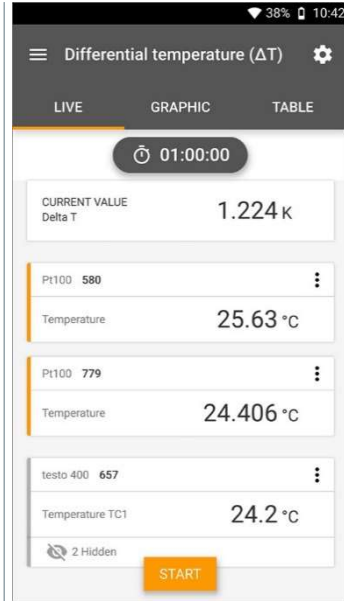 38% 10:42
Differential temperature (ΔT)
LIVE GRAPHIC TABLE
01:00:00
CURRENT VALUE
Delta T
1.224 K
Pt100 580
Temperature 25.63 °C
Pt100 779
Temperature 24.406 °C
testo 400 657
Temperature TC1 24.2 °C
2 Hidden
START